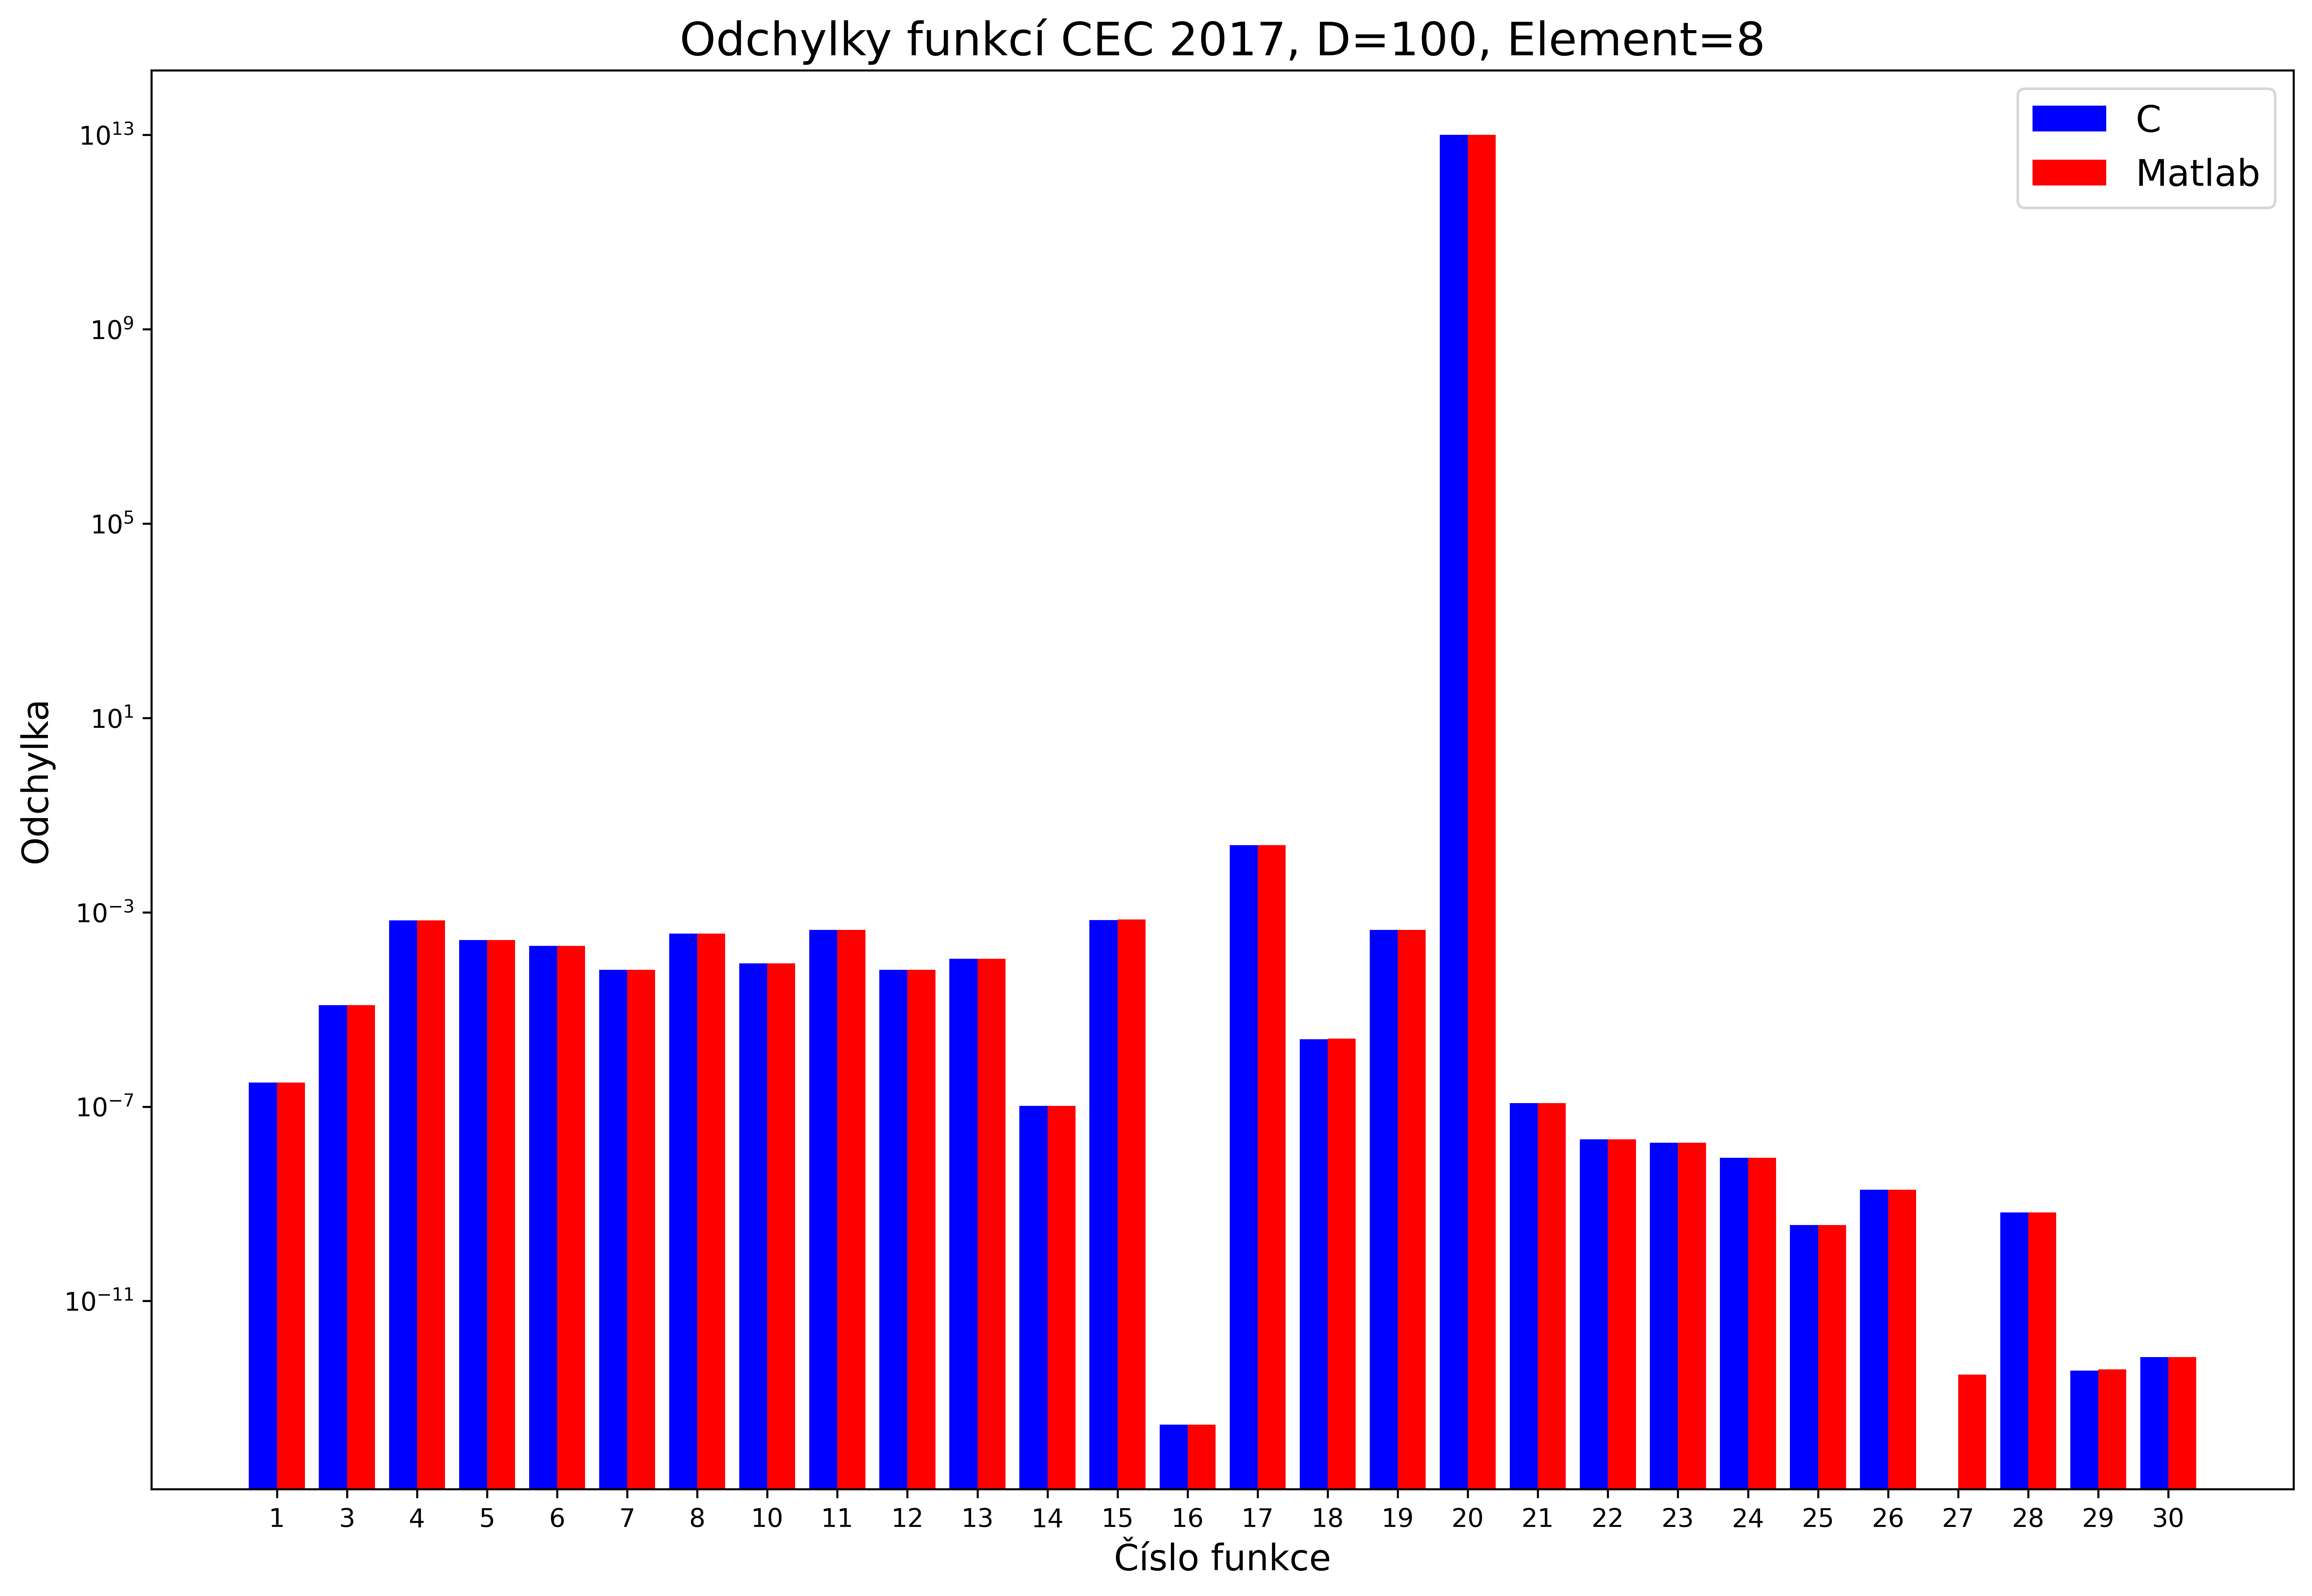 Odchylky funkcí CEC 2017, D=100, Element=8
C
Matlab
10¹³
10⁹
10⁵
10¹
10⁻³
10⁻⁷
10⁻¹¹
Odchylka
1 3 4 5 6 7 8 10 11 12 13 14 15 16 17 18 19 20 21 22 23 24 25 26 27 28 29 30
Číslo funkce